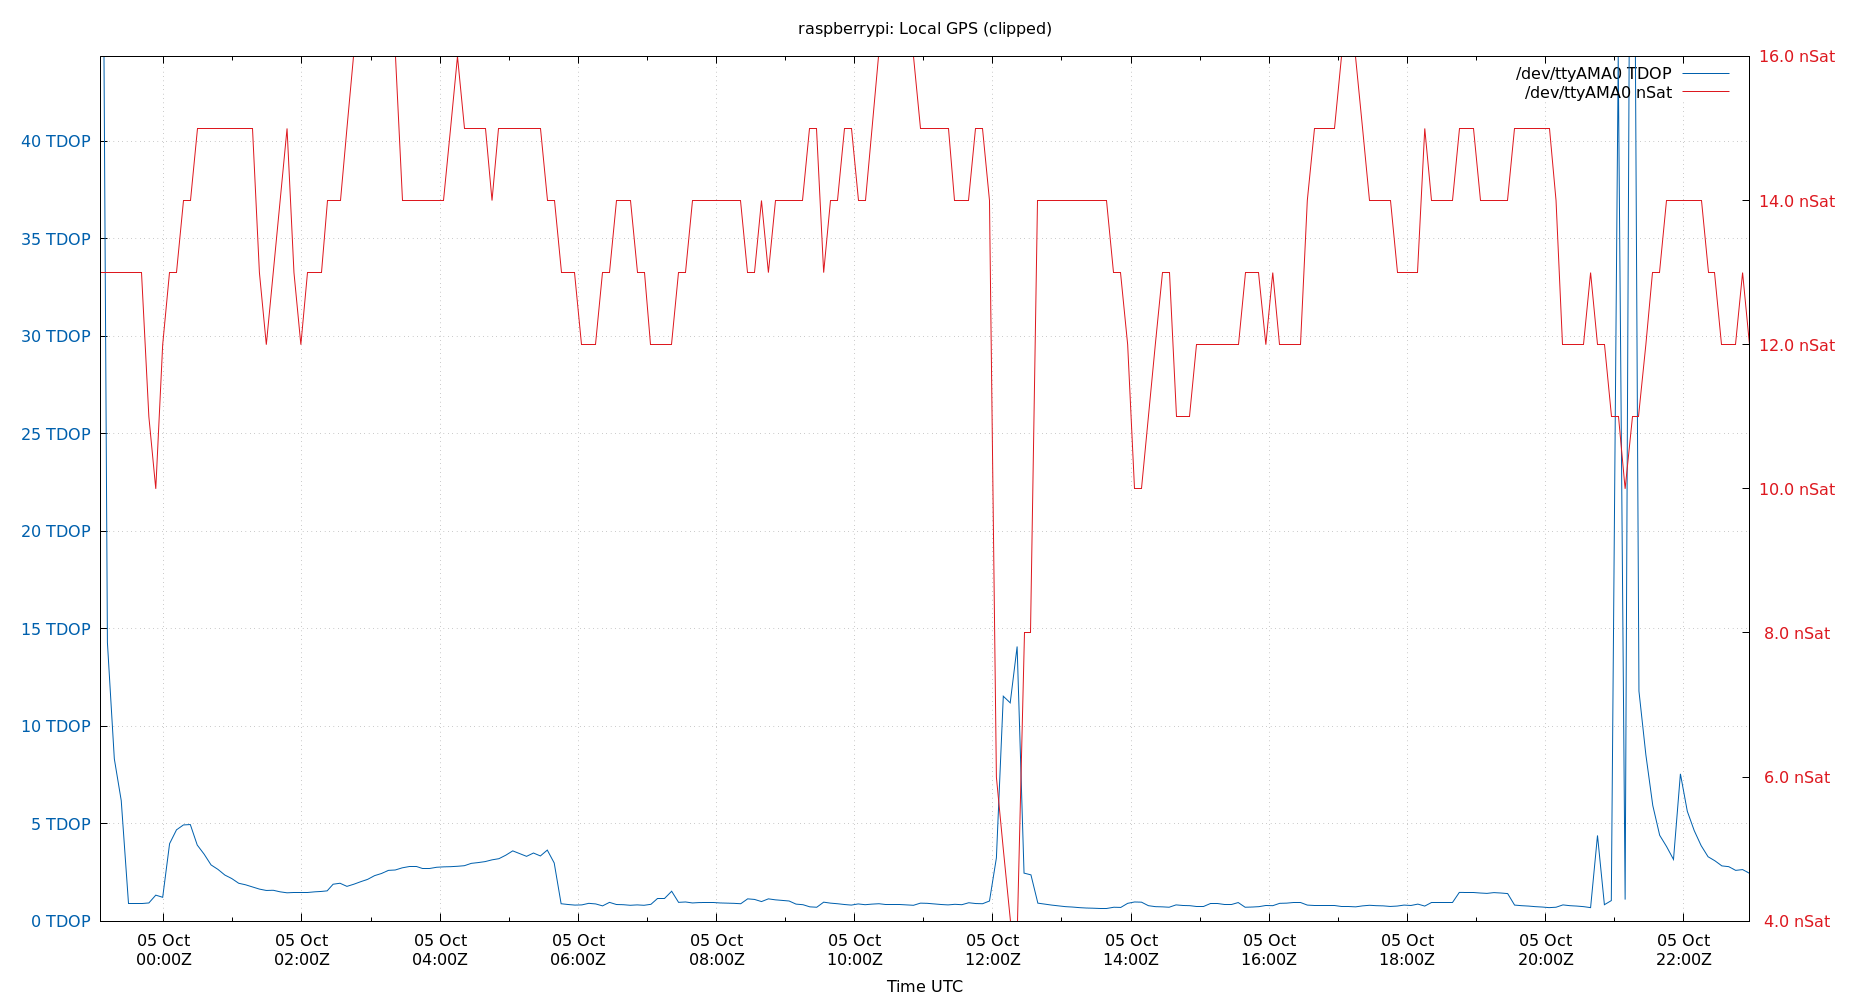 raspberrypi: Local GPS (clipped)
/dev/ttyAMA0 TDOP
/dev/ttyAMA0 nSat
40 TDOP
35 TDOP
30 TDOP
25 TDOP
20 TDOP
15 TDOP
10 TDOP
5 TDOP
0 TDOP
16.0 nSat
14.0 nSat
12.0 nSat
10.0 nSat
8.0 nSat
6.0 nSat
4.0 nSat
05 Oct 05 Oct 05 Oct 05 Oct 05 Oct 05 Oct 05 Oct 05 Oct 05 Oct 05 Oct 05 Oct 05 Oct
00:00Z 02:00Z 04:00Z 06:00Z 08:00Z 10:00Z 12:00Z 14:00Z 16:00Z 18:00Z 20:00Z 22:00Z
Time UTC